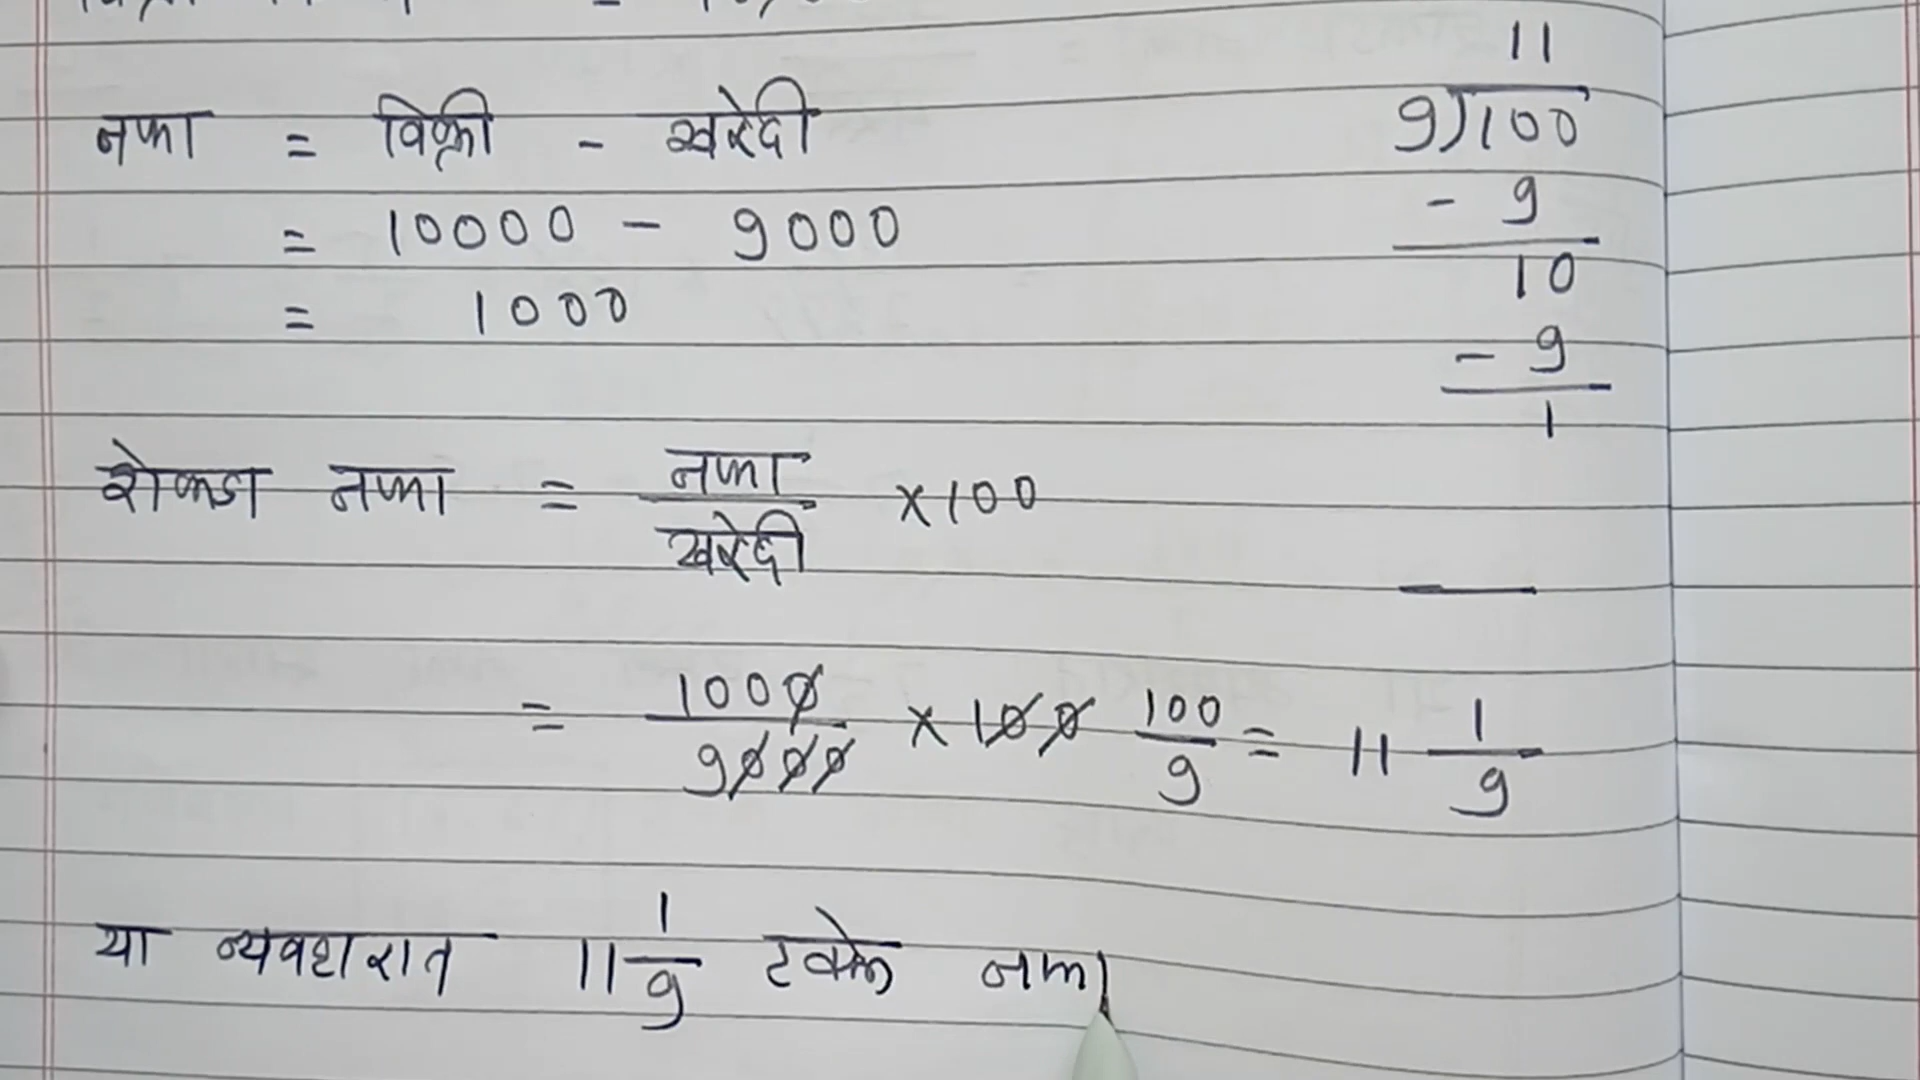 नफा = विक्री - खरेदी
= 10000 - 9000
= 1000
11
9)100
- 9
10
- 9
1
शेकडा नफा = नफा/खरेदी × 100
= 1000/9000 × 100 100/9 = 11 1/9
या व्यवहारात 11 1/9 टक्के नफा